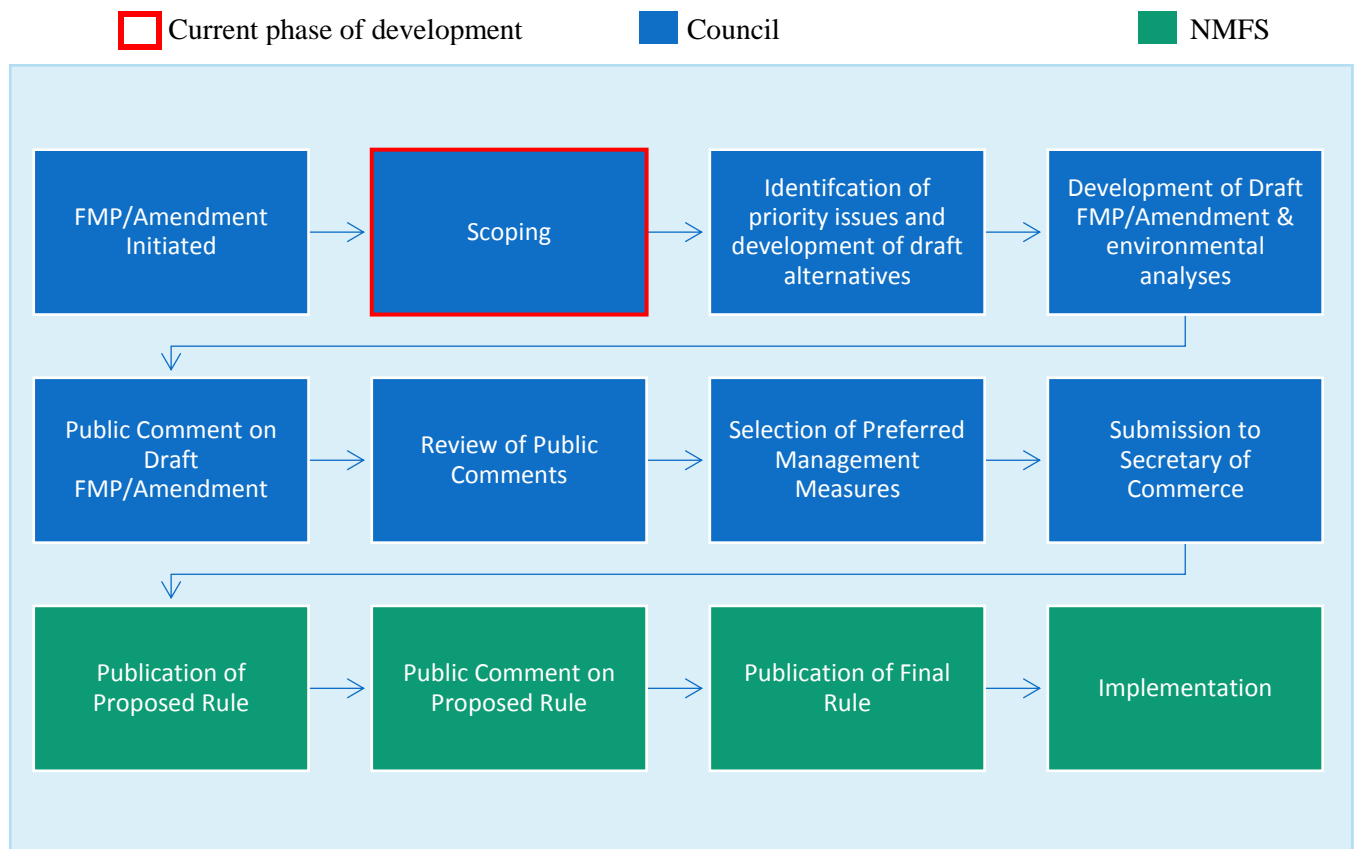 Current phase of development
Council
NMFS
FMP/Amendment
Initiated
Scoping
Identifcation of
priority issues and
development of draft
alternatives
Development of Draft
FMP/Amendment &
environmental
analyses
Public Comment on
Draft
FMP/Amendment
Review of Public
Comments
Selection of Preferred
Management
Measures
Submission to
Secretary of
Commerce
Publication of
Proposed Rule
Public Comment on
Proposed Rule
Publication of Final
Rule
Implementation